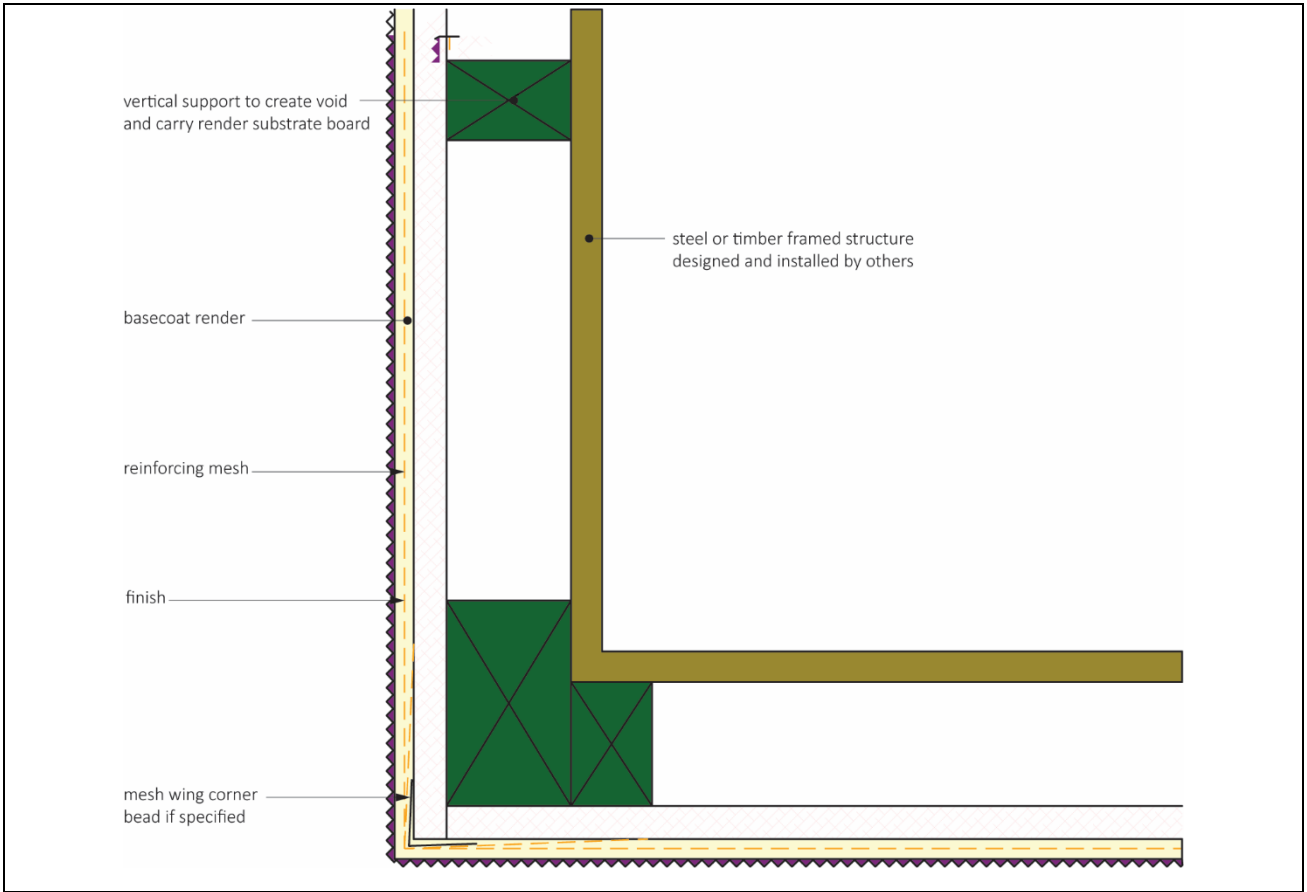 vertical support to create void
and carry render substrate board
steel or timber framed structure
designed and installed by others
basecoat render
reinforcing mesh
finish
mesh wing corner
bead if specified